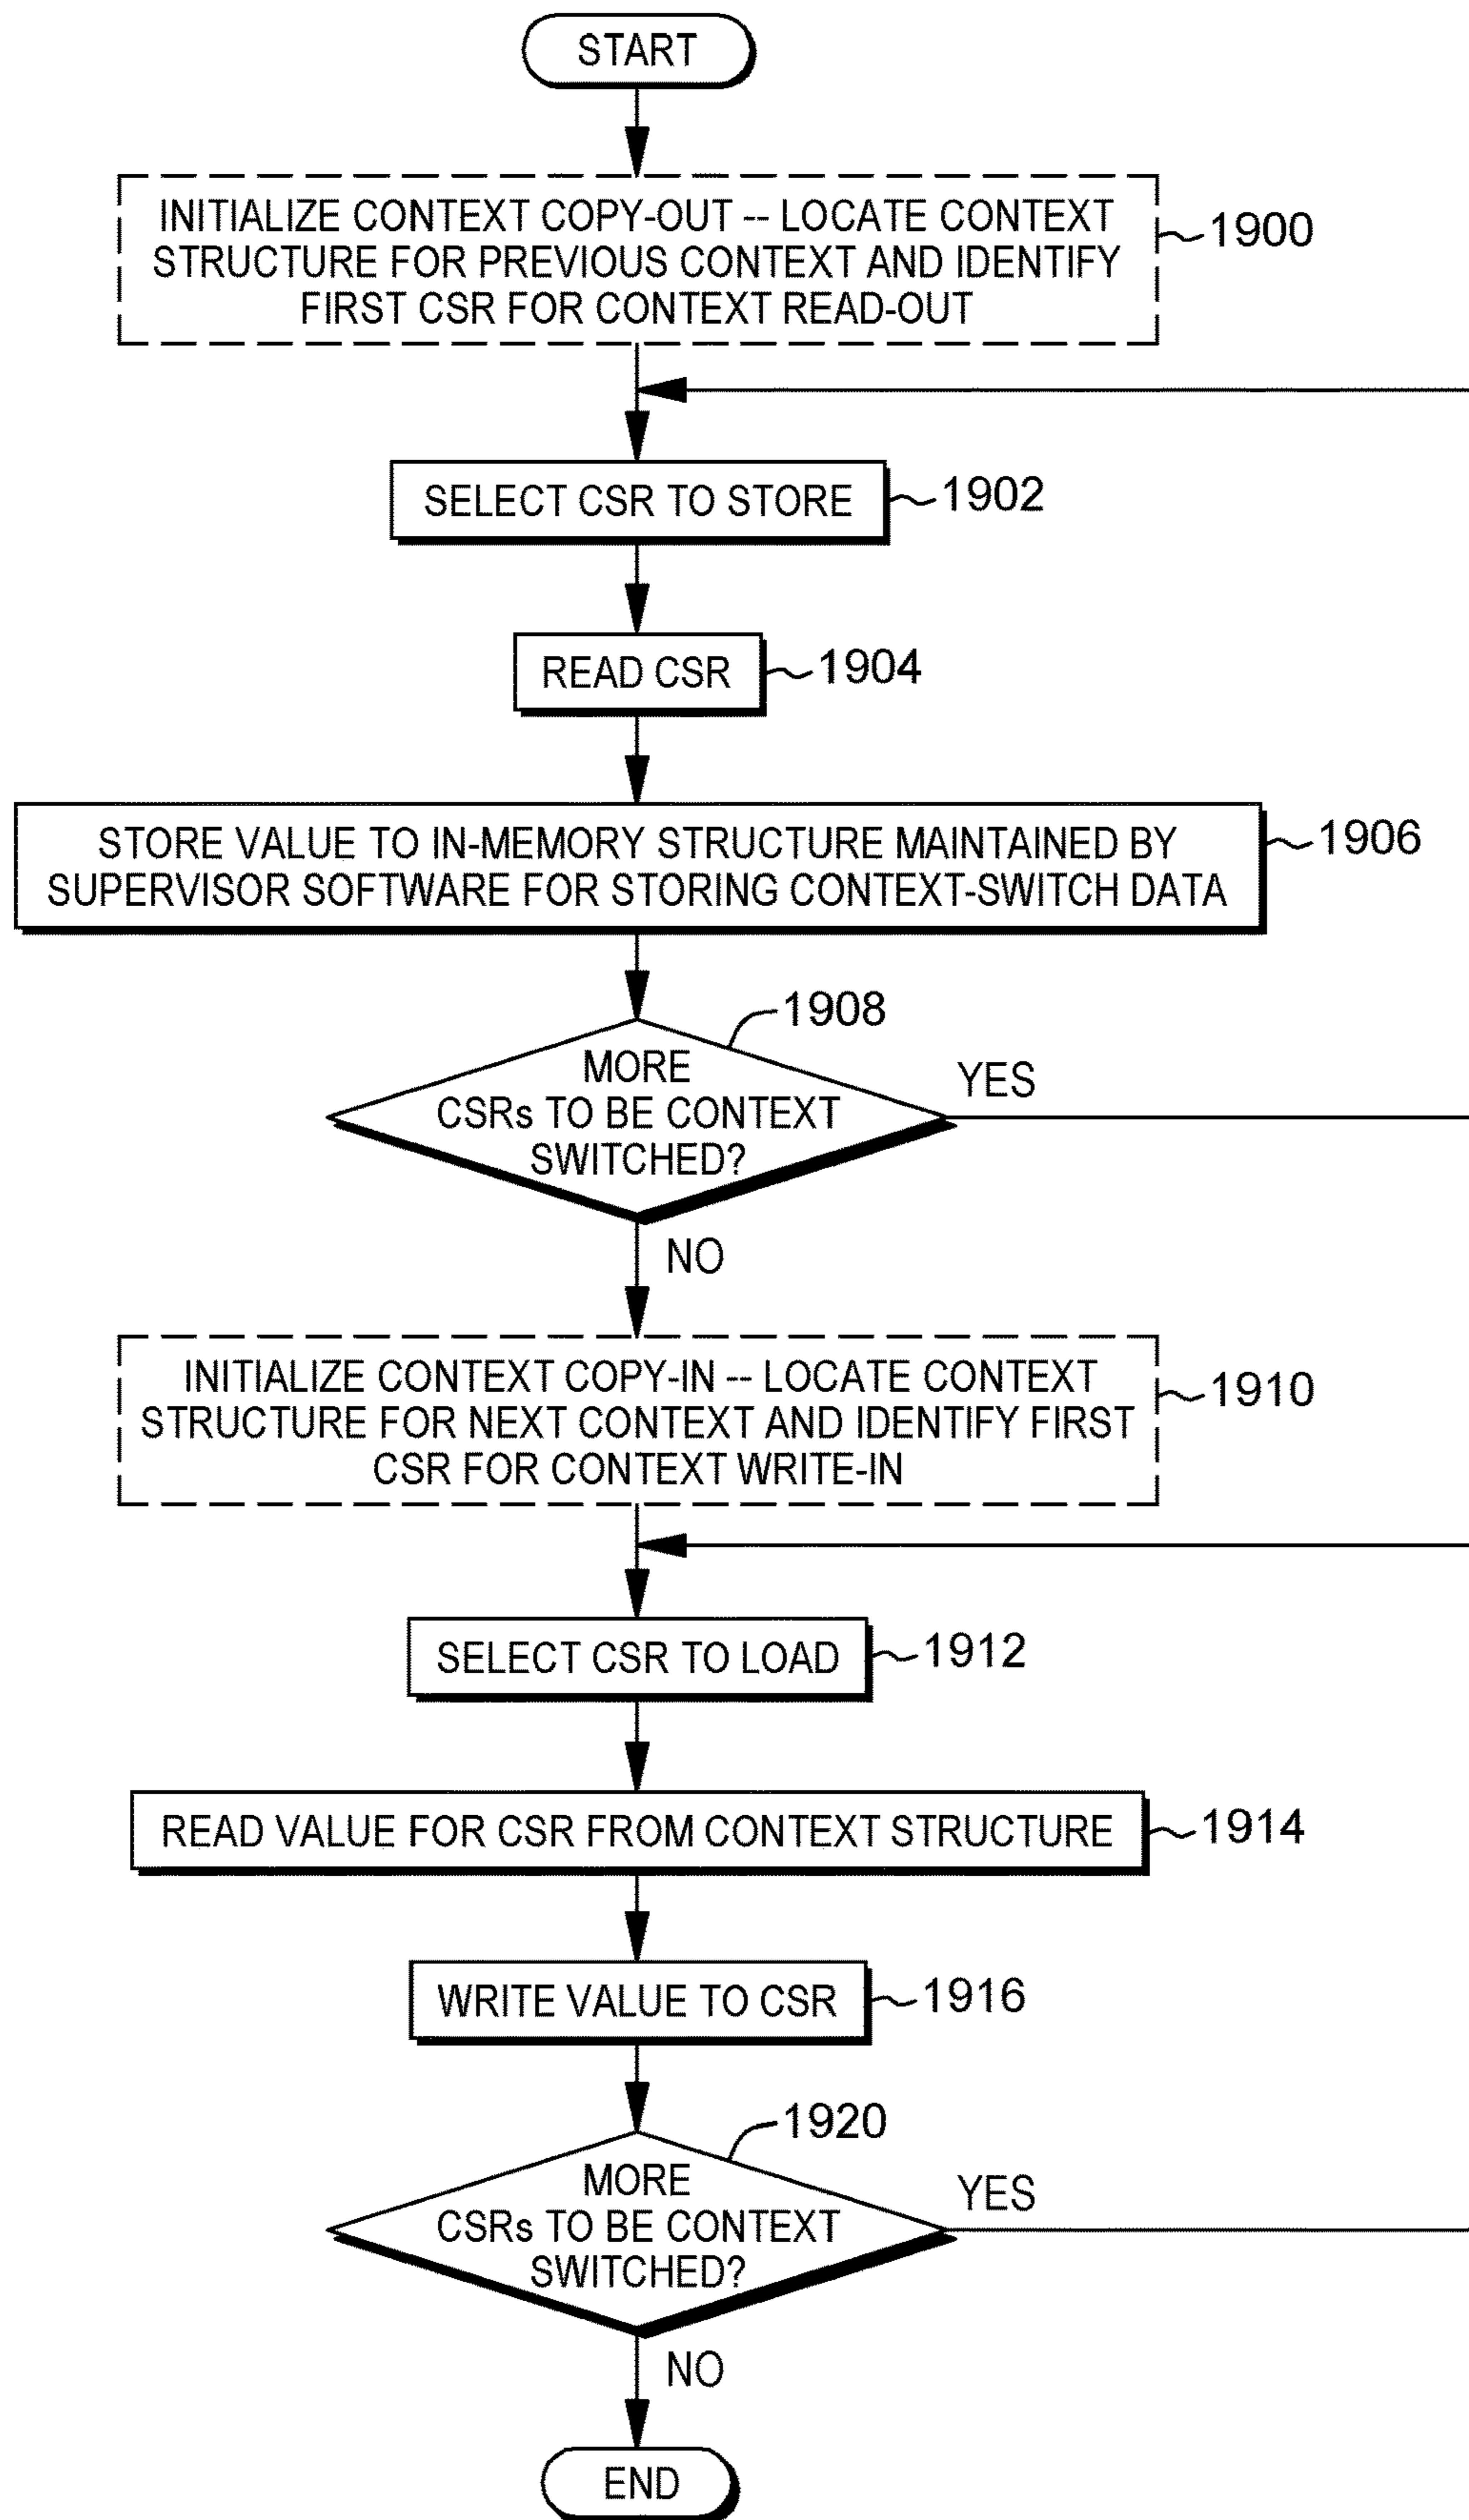 START
INITIALIZE CONTEXT COPY-OUT -- LOCATE CONTEXT
STRUCTURE FOR PREVIOUS CONTEXT AND IDENTIFY
FIRST CSR FOR CONTEXT READ-OUT
1900
SELECT CSR TO STORE
1902
READ CSR
1904
STORE VALUE TO IN-MEMORY STRUCTURE MAINTAINED BY
SUPERVISOR SOFTWARE FOR STORING CONTEXT-SWITCH DATA
1906
1908
MORE
CSRs TO BE CONTEXT
SWITCHED?
YES
NO
INITIALIZE CONTEXT COPY-IN -- LOCATE CONTEXT
STRUCTURE FOR NEXT CONTEXT AND IDENTIFY FIRST
CSR FOR CONTEXT WRITE-IN
1910
SELECT CSR TO LOAD
1912
READ VALUE FOR CSR FROM CONTEXT STRUCTURE
1914
WRITE VALUE TO CSR
1916
1920
MORE
CSRs TO BE CONTEXT
SWITCHED?
YES
NO
END